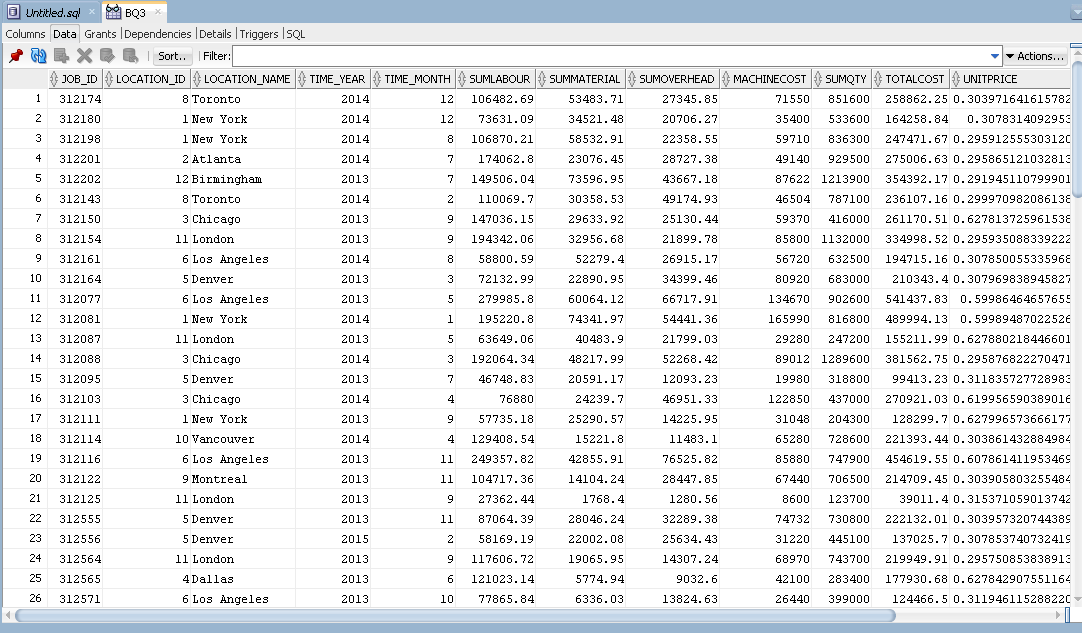 Untitled.sql BQ3
Columns Data Grants Dependencies Details Triggers SQL
Sort.. Filter: Actions...
JOB_ID LOCATION_ID LOCATION_NAME TIME_YEAR TIME_MONTH SUMLABOUR SUMMATERIAL SUMOVERHEAD MACHINECOST SUMQTY TOTALCOST UNITPRICE
1 312174 8 Toronto 2014 12 106482.69 53483.71 27345.85 71550 851600 258862.25 0.303971641615782
2 312180 1 New York 2014 12 73631.09 34521.48 20706.27 35400 533600 164258.84 0.307831409295
3 312198 1 New York 2014 8 106870.21 58532.91 22358.55 59710 836300 247471.67 0.295912555303120
4 312201 2 Atlanta 2014 7 174062.8 23076.45 28727.38 49140 929500 275006.63 0.295865121032813
5 312202 12 Birmingham 2013 7 149506.04 73596.95 43667.18 87622 1213900 354392.17 0.291945110799901
6 312143 8 Toronto 2014 2 110069.7 30358.53 49174.93 46504 787100 236107.16 0.299970982086138
7 312150 3 Chicago 2013 9 147036.15 29633.92 25130.44 59370 416000 261170.51 0.627813725961538
8 312154 11 London 2013 9 194342.06 32956.68 21899.78 85800 1132000 334998.52 0.295935088339222
9 312161 6 Los Angeles 2014 8 58800.59 52279.4 26915.17 56720 632500 194715.16 0.307850055335968
10 312164 5 Denver 2014 3 72132.99 22890.95 34399.46 80920 683000 210343.4 0.307969838945827
11 312077 6 Los Angeles 2013 5 279985.8 60064.12 66717.91 134670 902600 541437.83 0.59986464657655
12 312081 1 New York 2014 1 195220.8 74341.97 54441.36 165990 816800 489994.13 0.59989487022526
13 312087 11 London 2013 5 63649.06 40483.9 21799.03 29280 247200 155211.99 0.627880218446601
14 312088 3 Chicago 2014 3 192064.34 48217.99 52268.42 89012 1289600 381562.75 0.295876822270471
15 312095 5 Denver 2013 7 46748.83 20591.17 12093.23 19980 318800 99413.23 0.311835727728983
16 312103 3 Chicago 2014 4 76880 24239.7 46951.33 122850 437000 270921.03 0.619956590389016
17 312111 1 New York 2013 9 57735.18 25290.57 14225.95 31048 204300 128299.7 0.627996573666177
18 312114 10 Vancouver 2014 4 129408.54 15221.8 11483.1 65280 728600 221393.44 0.303861432884984
19 312116 6 Los Angeles 2013 11 249357.82 42855.91 76525.82 85880 747900 454619.55 0.607861411953469
20 312122 9 Montreal 2013 11 104717.36 14104.24 28447.85 67440 706500 214709.45 0.303905803255484
21 312125 11 London 2013 9 27362.44 1768.4 1280.56 8600 123700 39011.4 0.315371059013742
22 312555 5 Denver 2013 11 87064.39 28046.24 32289.38 74732 730800 222132.01 0.303957320744389
23 312556 5 Denver 2015 2 58169.19 22002.08 25634.43 31220 445100 137025.7 0.307853740732419
24 312564 11 London 2013 9 117606.72 19065.95 14307.24 68970 743700 219949.91 0.295750853838913
25 312565 4 Dallas 2013 6 121023.14 5774.94 9032.6 42100 283400 177930.68 0.627842907551164
26 312571 6 Los Angeles 2013 10 77865.84 6336.03 13824.63 26440 399000 124466.5 0.311946115288220